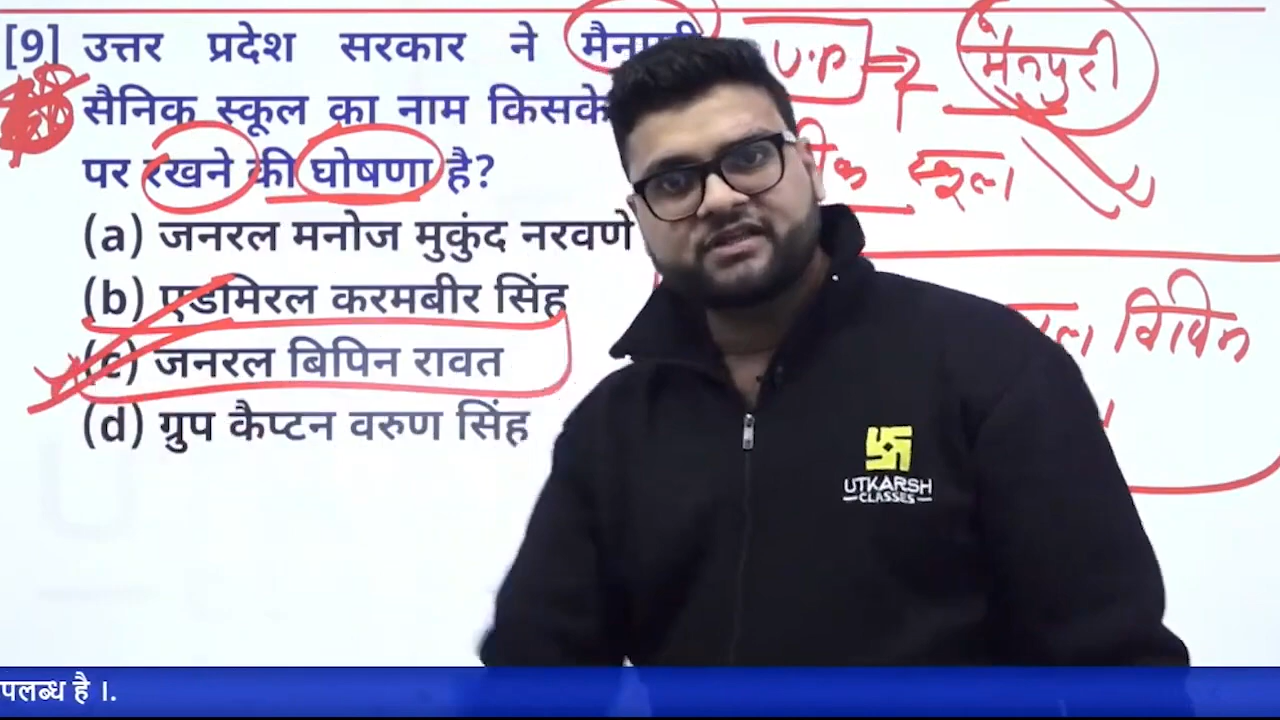 [9] उत्तर प्रदेश सरकार ने
सैनिक स्कूल का नाम किसके
पर रखने की घोषणा है?
(a) जनरल मनोज मुकुंद नरवणे
(b) एडमिरल करमबीर सिंह
(c) जनरल बिपिन रावत
(d) ग्रुप कैप्टन वरुण सिंह
U.P ⇒ मैनपुरी
स्कूल
विपिन
UTKARSH
CLASSES
है ।.